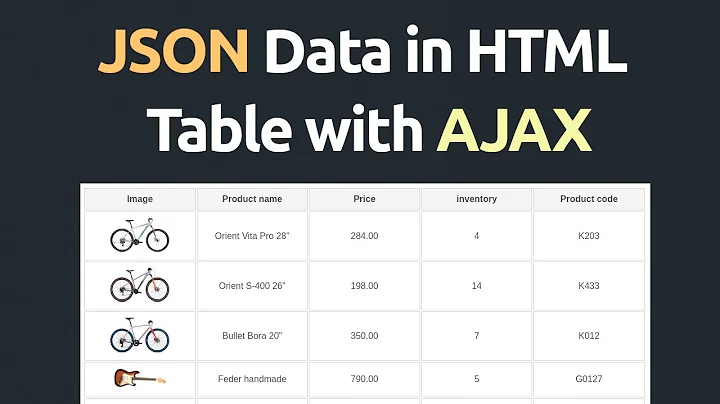 JSON Data in HTML
Table with AJAX
Image Product name Price inventory Product code
Orient Vita Pro 28" 284.00 4 K203
Orient S-400 26" 198.00 14 K433
Bullet Bora 20" 350.00 7 K012
Feder handmade 790.00 5 G0127